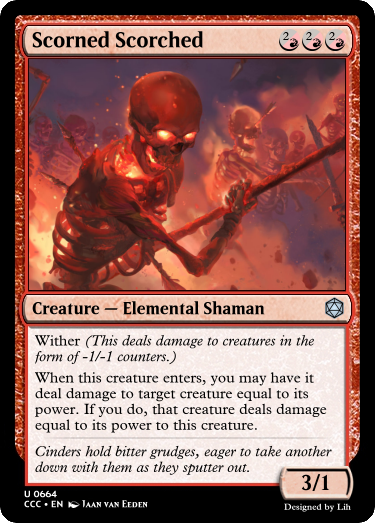 Scorned Scorched 2 2 2
Creature — Elemental Shaman
Wither (This deals damage to creatures in the
form of -1/-1 counters.)
When this creature enters, you may have it
deal damage to target creature equal to its
power. If you do, that creature deals damage
equal to its power to this creature.
Cinders hold bitter grudges, eager to take another
down with them as they sputter out.
3/1
U 0664
CCC • EN Jaan van Eeden
Designed by Lih